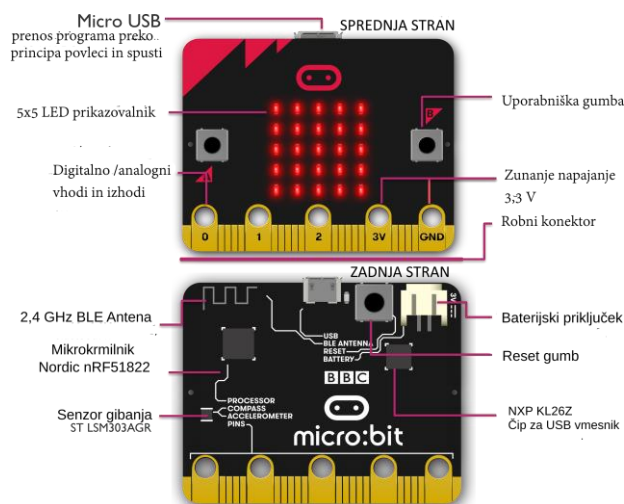 Micro USB
prenos programa preko
principa povleci in spusti
SPREDNJA STRAN
5x5 LED prikazovalnik
Uporabniška gumba
B
A
Digitalno /analogni
vhodi in izhodi
Zunanje napajanje
3,3 V
0 1 2 3V GND
Robni konektor
ZADNJA STRAN
3V
2,4 GHz BLE Antena
Baterijski priključek
USB
BLE ANTENNA
RESET
BATTERY
Mikrokrmilnik
Nordic nRF51822
Reset gumb
BBC
PROCESSOR
COMPASS
ACCELEROMETER
PINS
Senzor gibanja
ST LSM303AGR
NXP KL26Z
Čip za USB vmesnik
micro:bit